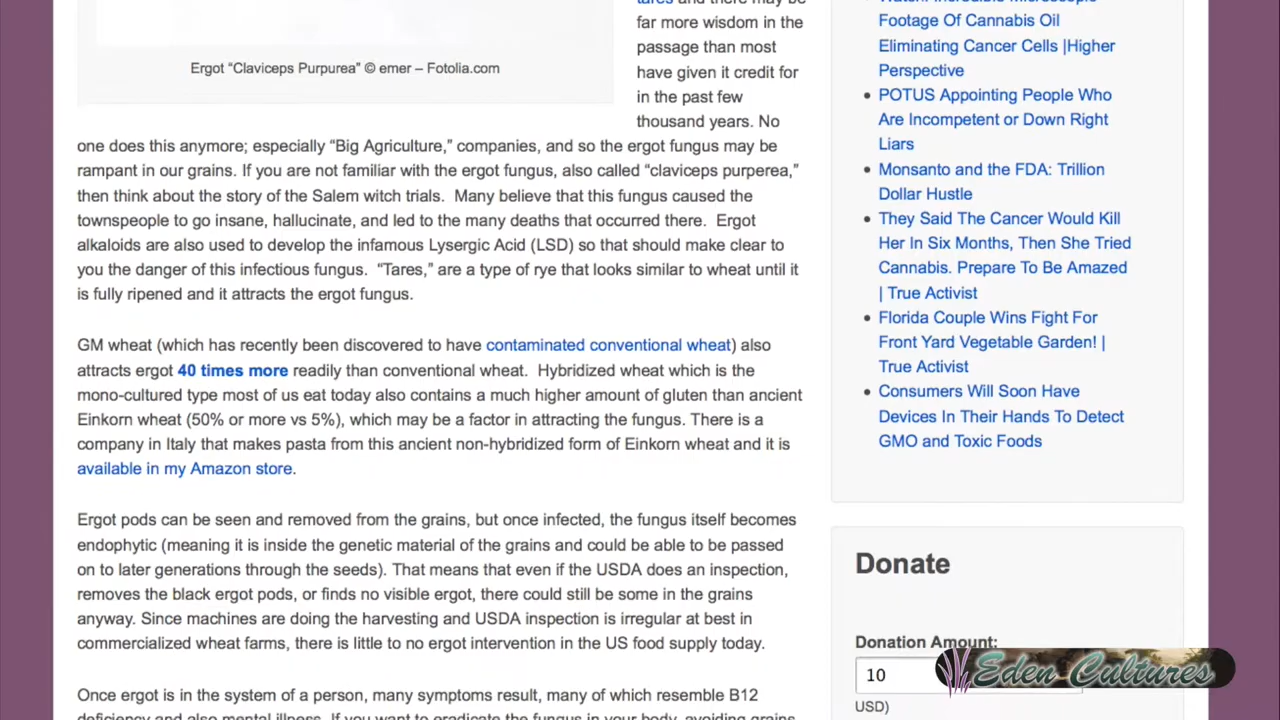 tares and there may be
far more wisdom in the
passage than most
have given it credit for
in the past few
thousand years. No
Ergot “Claviceps Purpurea” © emer – Fotolia.com
one does this anymore; especially “Big Agriculture,” companies, and so the ergot fungus may be
rampant in our grains. If you are not familiar with the ergot fungus, also called “claviceps purperea,”
then think about the story of the Salem witch trials. Many believe that this fungus caused the
townspeople to go insane, hallucinate, and led to the many deaths that occurred there. Ergot
alkaloids are also used to develop the infamous Lysergic Acid (LSD) so that should make clear to
you the danger of this infectious fungus. “Tares,” are a type of rye that looks similar to wheat until it
is fully ripened and it attracts the ergot fungus.
GM wheat (which has recently been discovered to have contaminated conventional wheat) also
attracts ergot 40 times more readily than conventional wheat. Hybridized wheat which is the
mono-cultured type most of us eat today also contains a much higher amount of gluten than ancient
Einkorn wheat (50% or more vs 5%), which may be a factor in attracting the fungus. There is a
company in Italy that makes pasta from this ancient non-hybridized form of Einkorn wheat and it is
available in my Amazon store.
Ergot pods can be seen and removed from the grains, but once infected, the fungus itself becomes
endophytic (meaning it is inside the genetic material of the grains and could be able to be passed
on to later generations through the seeds). That means that even if the USDA does an inspection,
removes the black ergot pods, or finds no visible ergot, there could still be some in the grains
anyway. Since machines are doing the harvesting and USDA inspection is irregular at best in
commercialized wheat farms, there is little to no ergot intervention in the US food supply today.
Once ergot is in the system of a person, many symptoms result, many of which resemble B12
deficiency and also mental illness. If you want to eradicate the fungus in your body, avoiding grains
Watch: Incredible Microscopic
Footage Of Cannabis Oil
Eliminating Cancer Cells |Higher
Perspective
POTUS Appointing People Who
Are Incompetent or Down Right
Liars
Monsanto and the FDA: Trillion
Dollar Hustle
They Said The Cancer Would Kill
Her In Six Months, Then She Tried
Cannabis. Prepare To Be Amazed
| True Activist
Florida Couple Wins Fight For
Front Yard Vegetable Garden! |
True Activist
Consumers Will Soon Have
Devices In Their Hands To Detect
GMO and Toxic Foods
Donate
Donation Amount:
10
USD)
Eden Cultures